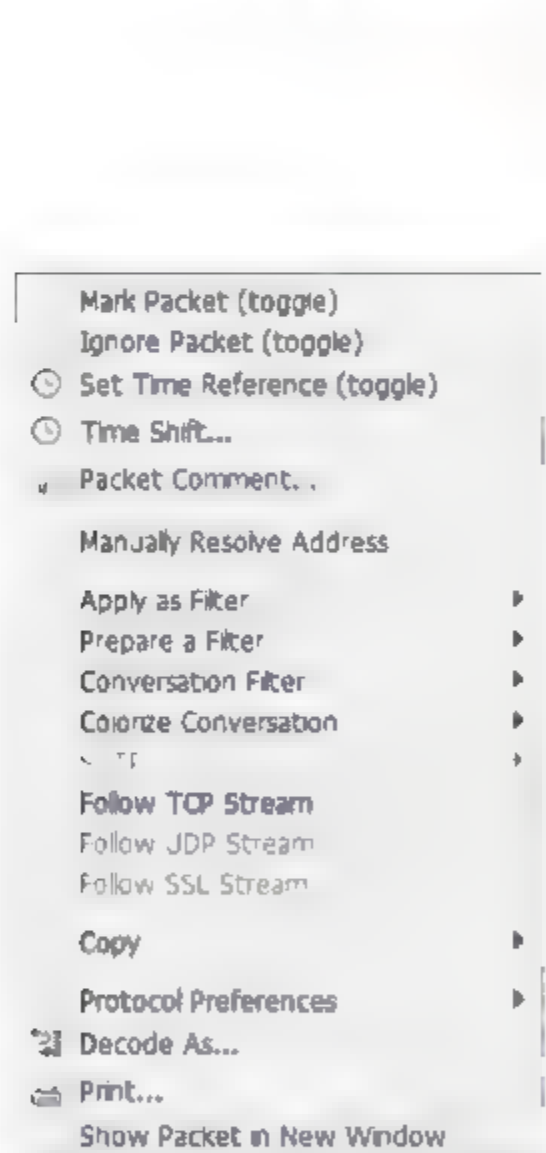 Mark Packet (toggle)
Ignore Packet (toggle)
Set Time Reference (toggle)
Time Shift...
Packet Comment...
Manually Resolve Address
Apply as Filter
Prepare a Filter
Conversation Filter
Colorize Conversation
Follow TCP Stream
Follow UDP Stream
Follow SSL Stream
Copy
Protocol Preferences
Decode As...
Print...
Show Packet in New Window